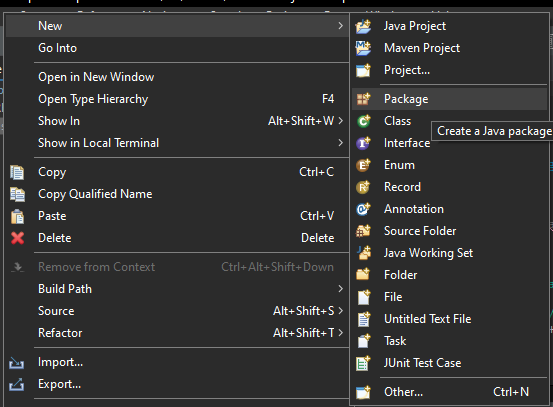 New
Go Into
Open in New Window
Open Type Hierarchy F4
Show In Alt+Shift+W
Show in Local Terminal
Copy Ctrl+C
Copy Qualified Name
Paste Ctrl+V
Delete Delete
Remove from Context Ctrl+Alt+Shift+Down
Build Path
Source Alt+Shift+S
Refactor Alt+Shift+T
Import...
Export...
Java Project
Maven Project
Project...
Package
Class
Create a Java package
Interface
Enum
Record
Annotation
Source Folder
Java Working Set
Folder
File
Untitled Text File
Task
JUnit Test Case
Other... Ctrl+N